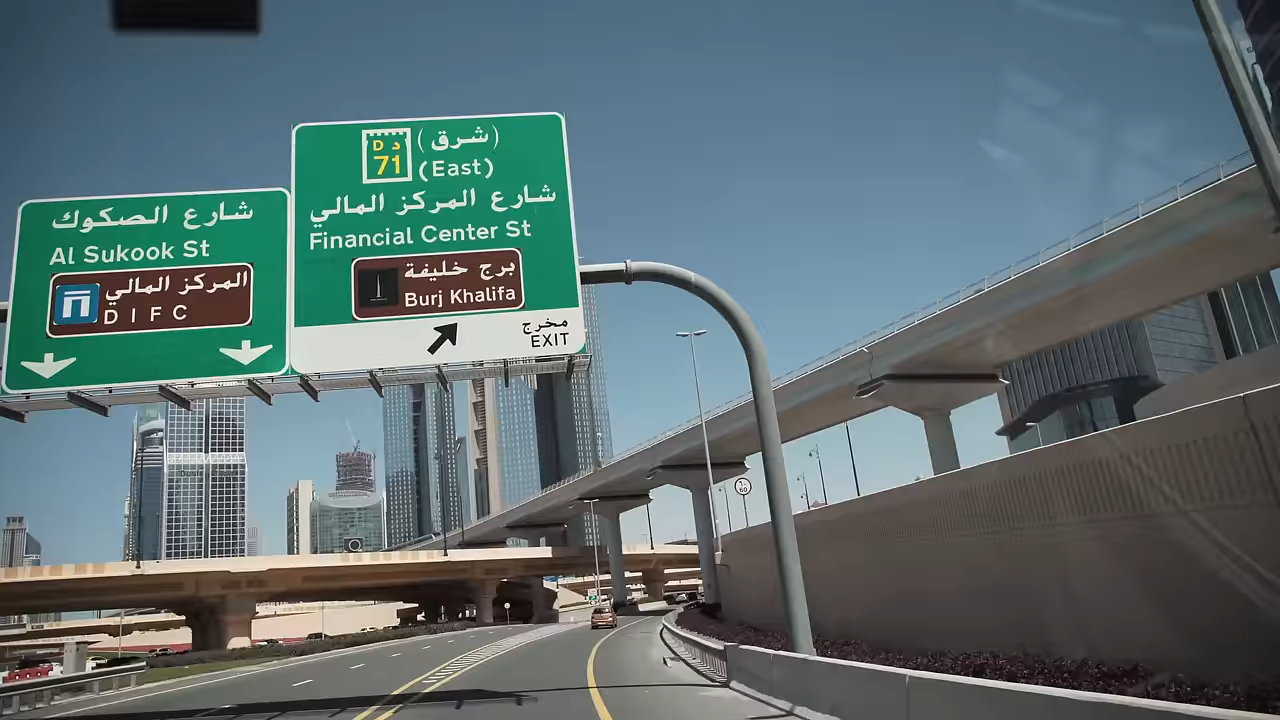 شارع الصكوك
Al Sukook St
المركز المالي
DIFC
D د
71
(شرق)
(East)
شارع المركز المالي
Financial Center St
برج خليفة
Burj Khalifa
مخرج
EXIT